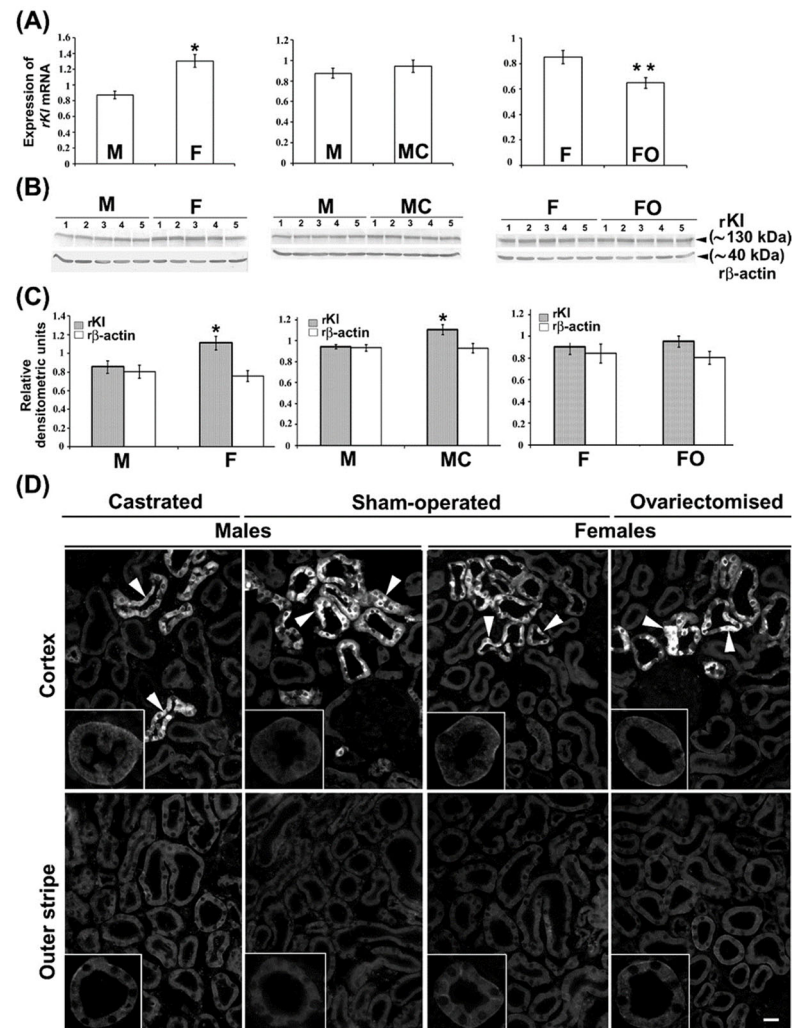 (A)
Expression of
rKl mRNA
1.6
1.4
1.2
1
0.8
0.6
0.4
0.2
0
*
M F
1.2
1
0.8
0.6
0.4
0.2
0
M MC
1
0.8
0.6
0.4
0.2
0
**
F FO
(B)
M F
1 2 3 4 5 1 2 3 4 5
M MC
1 2 3 4 5 1 2 3 4 5
F FO
1 2 3 4 5 1 2 3 4 5
rKl
(~130 kDa)
(~40 kDa)
rβ-actin
(C)
Relative
densitometric units
1.4
1.2
1
0.8
0.6
0.4
0.2
0
rKl
rβ-actin
*
M F
1.2
1
0.8
0.6
0.4
0.2
0
rKl
rβ-actin
*
M MC
1.2
1
0.8
0.6
0.4
0.2
0
rKl
rβ-actin
F FO
(D)
Castrated Sham-operated Ovariectomised
Males Females
Cortex
Outer stripe